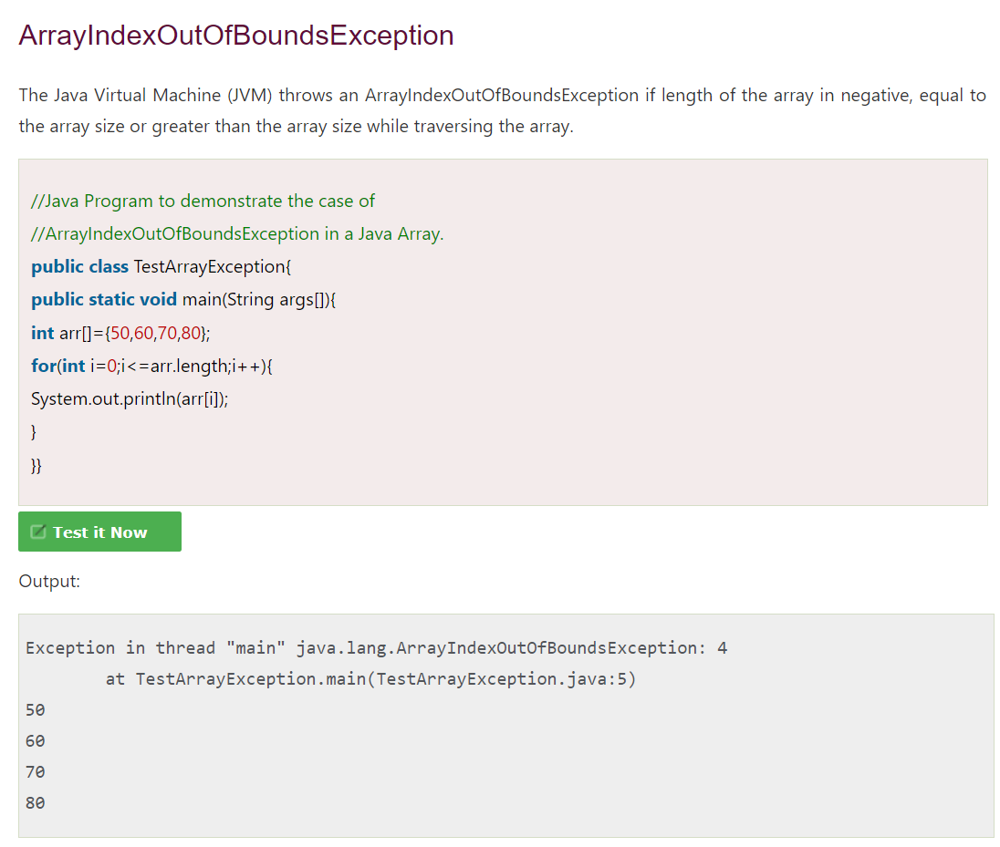 ArrayIndexOutOfBoundsException
The Java Virtual Machine (JVM) throws an ArrayIndexOutOfBoundsException if length of the array in negative, equal to
the array size or greater than the array size while traversing the array.
//Java Program to demonstrate the case of
//ArrayIndexOutOfBoundsException in a Java Array.
public class TestArrayException{
public static void main(String args[]){
int arr[]={50,60,70,80};
for(int i=0;i<=arr.length;i++){
System.out.println(arr[i]);
}
}}
Test it Now
Output:
Exception in thread "main" java.lang.ArrayIndexOutOfBoundsException: 4
at TestArrayException.main(TestArrayException.java:5)
50
60
70
80